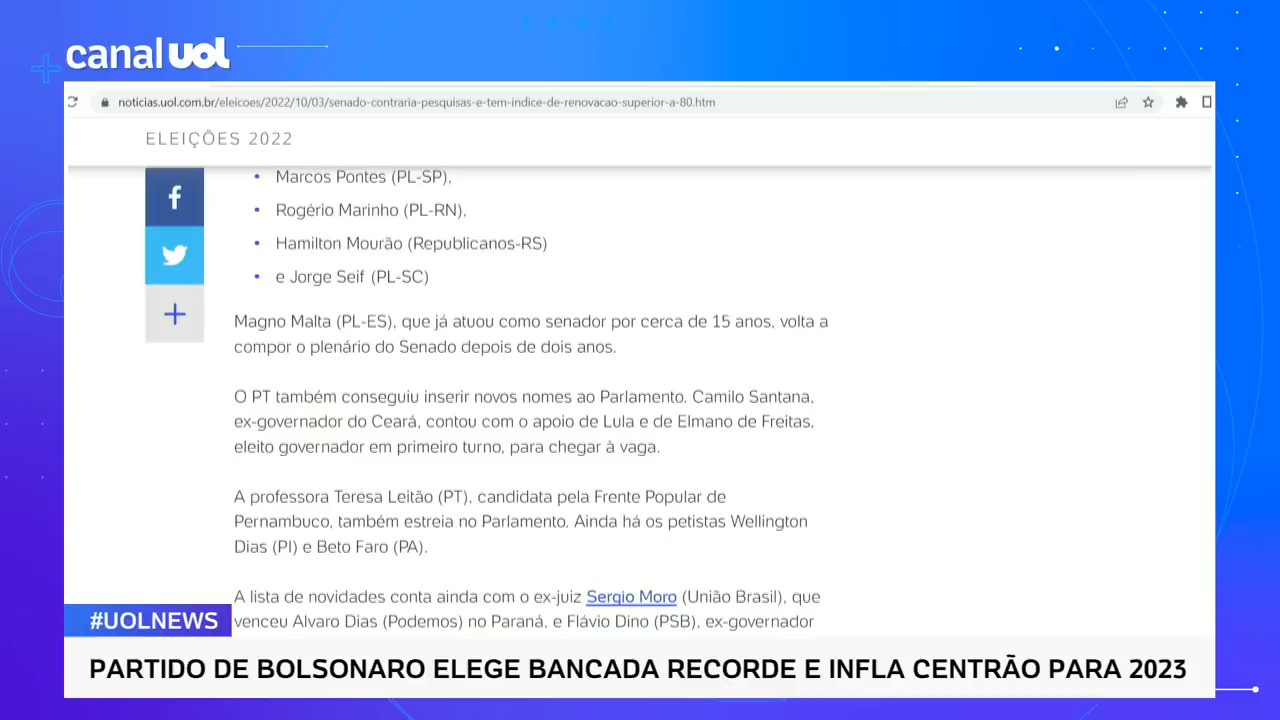 canal uol
noticias.uol.com.br/eleicoes/2022/10/03/senado-contraria-pesquisas-e-tem-indice-de-renovacao-superior-a-80.htm
ELEIÇÕES 2022
• Marcos Pontes (PL-SP),
• Rogério Marinho (PL-RN),
• Hamilton Mourão (Republicanos-RS)
• e Jorge Seif (PL-SC)
Magno Malta (PL-ES), que já atuou como senador por cerca de 15 anos, volta a
compor o plenário do Senado depois de dois anos.
O PT também conseguiu inserir novos nomes ao Parlamento. Camilo Santana,
ex-governador do Ceará, contou com o apoio de Lula e de Elmano de Freitas,
eleito governador em primeiro turno, para chegar à vaga.
A professora Teresa Leitão (PT), candidata pela Frente Popular de
Pernambuco, também estreia no Parlamento. Ainda há os petistas Wellington
Dias (PI) e Beto Faro (PA).
A lista de novidades conta ainda com o ex-juiz Sergio Moro (União Brasil), que
venceu Alvaro Dias (Podemos) no Paraná, e Flávio Dino (PSB), ex-governador
#UOLNEWS
PARTIDO DE BOLSONARO ELEGE BANCADA RECORDE E INFLA CENTRÃO PARA 2023